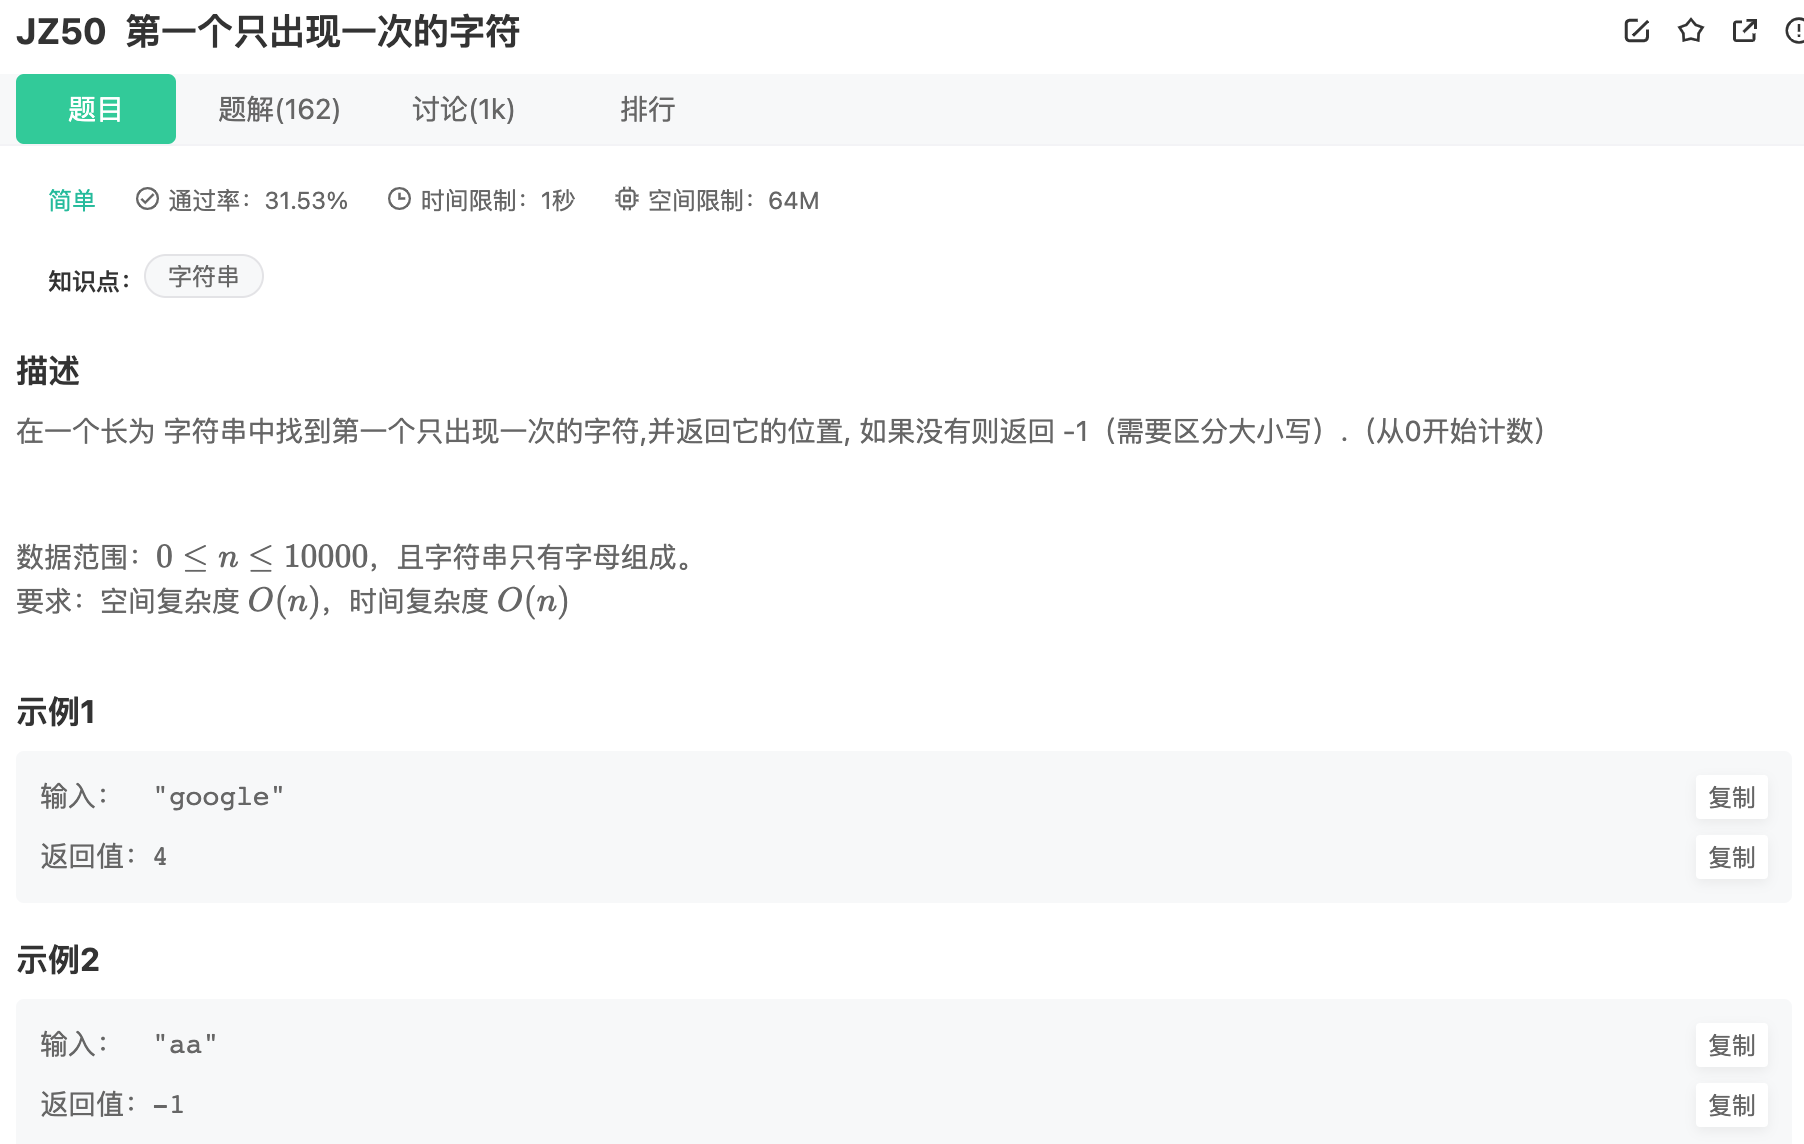 JZ50 第一个只出现一次的字符
题目 题解(162) 讨论(1k) 排行
简单 通过率：31.53% 时间限制：1秒 空间限制：64M
知识点： 字符串
描述
在一个长为 字符串中找到第一个只出现一次的字符,并返回它的位置, 如果没有则返回 -1（需要区分大小写）.（从0开始计数）
数据范围：0 ≤ n ≤ 10000，且字符串只有字母组成。
要求：空间复杂度 O(n)，时间复杂度 O(n)
示例1
输入： "google" 复制
返回值：4 复制
示例2
输入： "aa" 复制
返回值：-1 复制